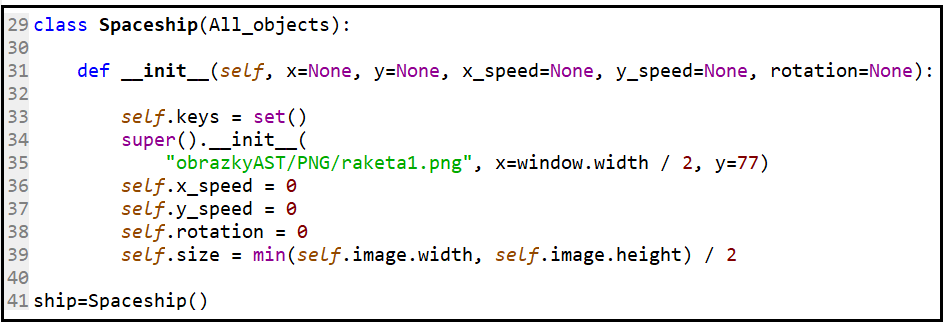 29 class Spaceship(All_objects):
30
31     def __init__(self, x=None, y=None, x_speed=None, y_speed=None, rotation=None):
32
33         self.keys = set()
34         super().__init__(
35             "obrazkyAST/PNG/raketa1.png", x=window.width / 2, y=77)
36         self.x_speed = 0
37         self.y_speed = 0
38         self.rotation = 0
39         self.size = min(self.image.width, self.image.height) / 2
40
41 ship=Spaceship()